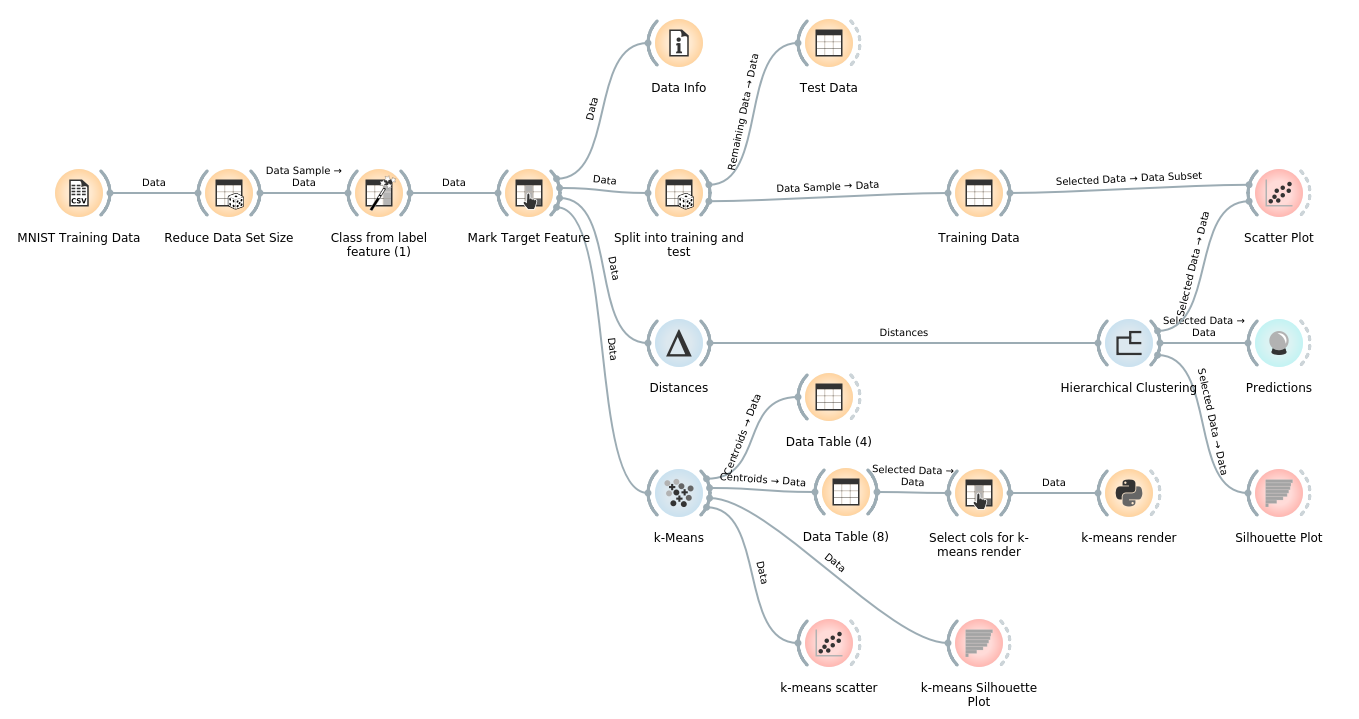 Data Info
Test Data
Data
Remaining Data → Data
CSV
MNIST Training Data
Data
Reduce Data Set Size
Data Sample →
Data
Class from label
feature (1)
Data
Mark Target Feature
Data
Split into training and
test
Data Sample → Data
Training Data
Selected Data → Data Subset
Scatter Plot
Data
Selected Data → Data
Data
Distances
Distances
Hierarchical Clustering
Selected Data →
Data
Predictions
Selected Data → Data
Data Table (4)
Centroids → Data
k-Means
Centroids → Data
Data Table (8)
Selected Data →
Data
Select cols for k-
means render
Data
k-means render
Silhouette Plot
Data
Data
k-means scatter
k-means Silhouette
Plot